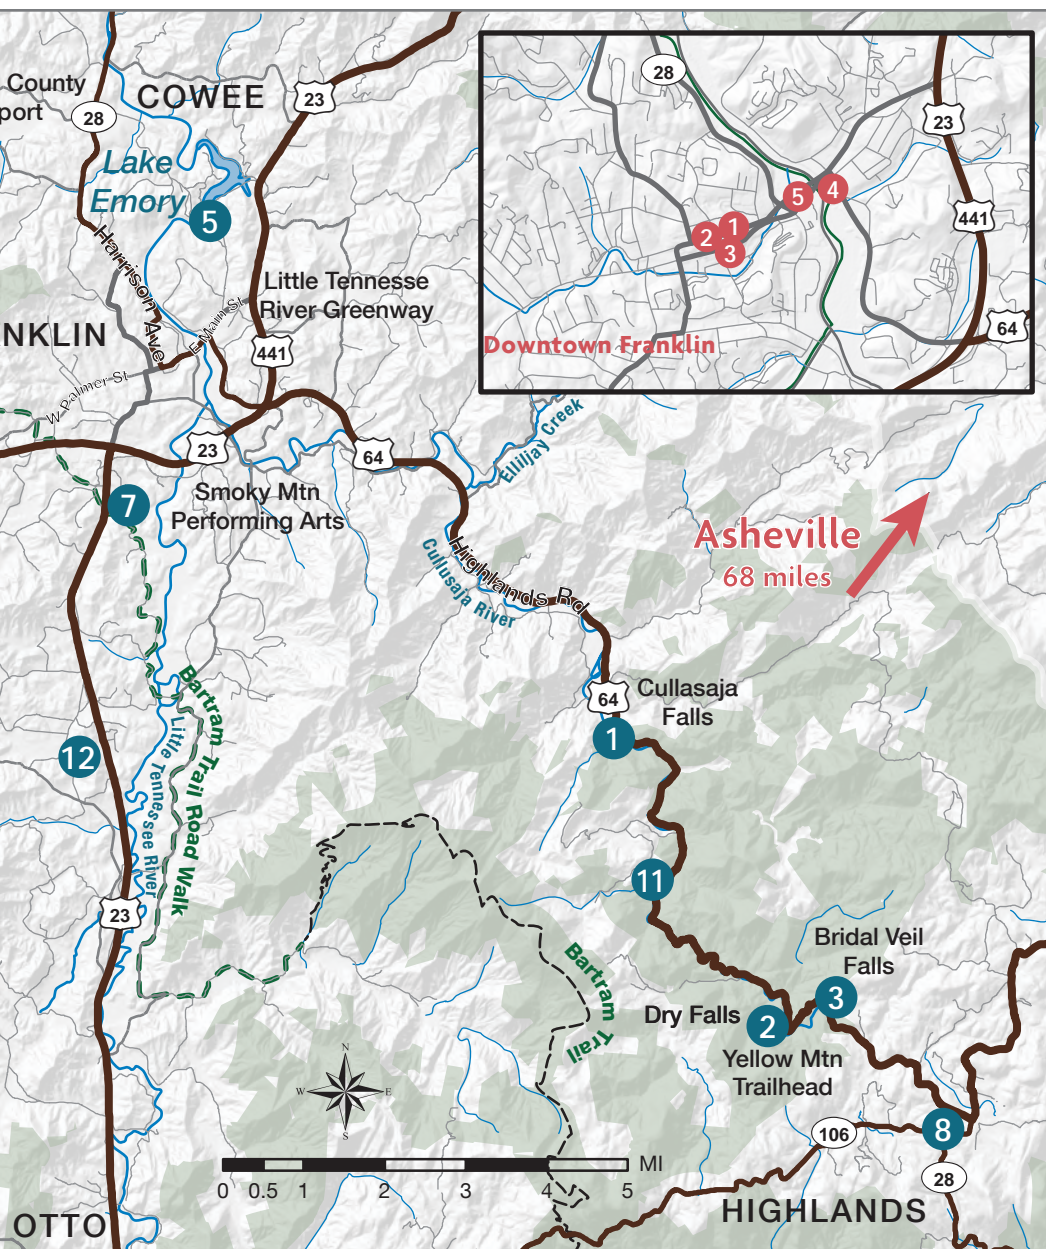 County
port
28
COWEE
23
Lake
Emory
5
Harrison Ave
Little Tennesse
River Greenway
E Main St
NKLIN
441
W Palmer St
23
64
Ellijay Creek
7
Smoky Mtn
Performing Arts
Highlands Rd
Cullusaja River
28
23
5
4
441
1
2
3
64
Downtown Franklin
Asheville
68 miles
64
Cullasaja
Falls
1
Bartram Trail Road Walk
Little Tennessee River
12
11
23
Bridal Veil
Falls
3
Bartram Trail
Dry Falls
2
Yellow Mtn
Trailhead
N
W
E
S
106
8
28
MI
0 0.5 1 2 3 4 5
HIGHLANDS
OTTO